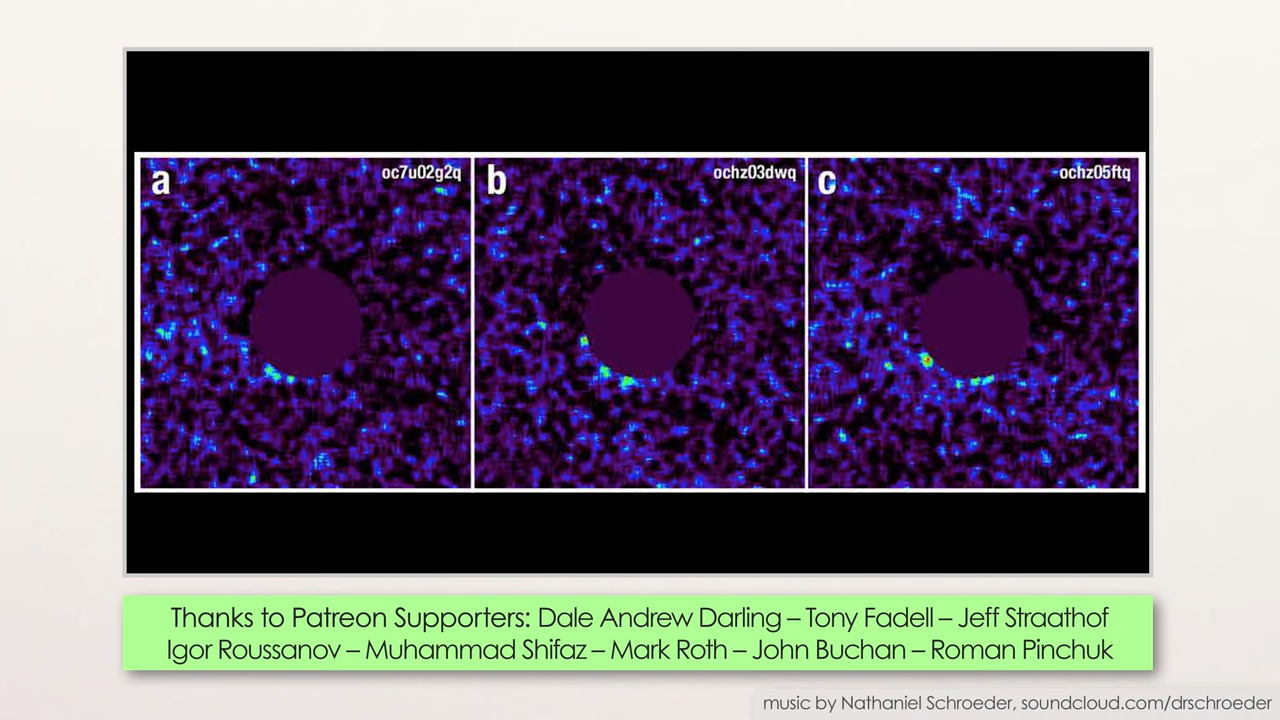 a
oc7u02g2q
b
ochz03dwq
c
ochz05ftq
Thanks to Patreon Supporters: Dale Andrew Darling – Tony Fadell – Jeff Straathof
Igor Roussanov – Muhammad Shifaz – Mark Roth – John Buchan – Roman Pinchuk
music by Nathaniel Schroeder, soundcloud.com/drschroeder